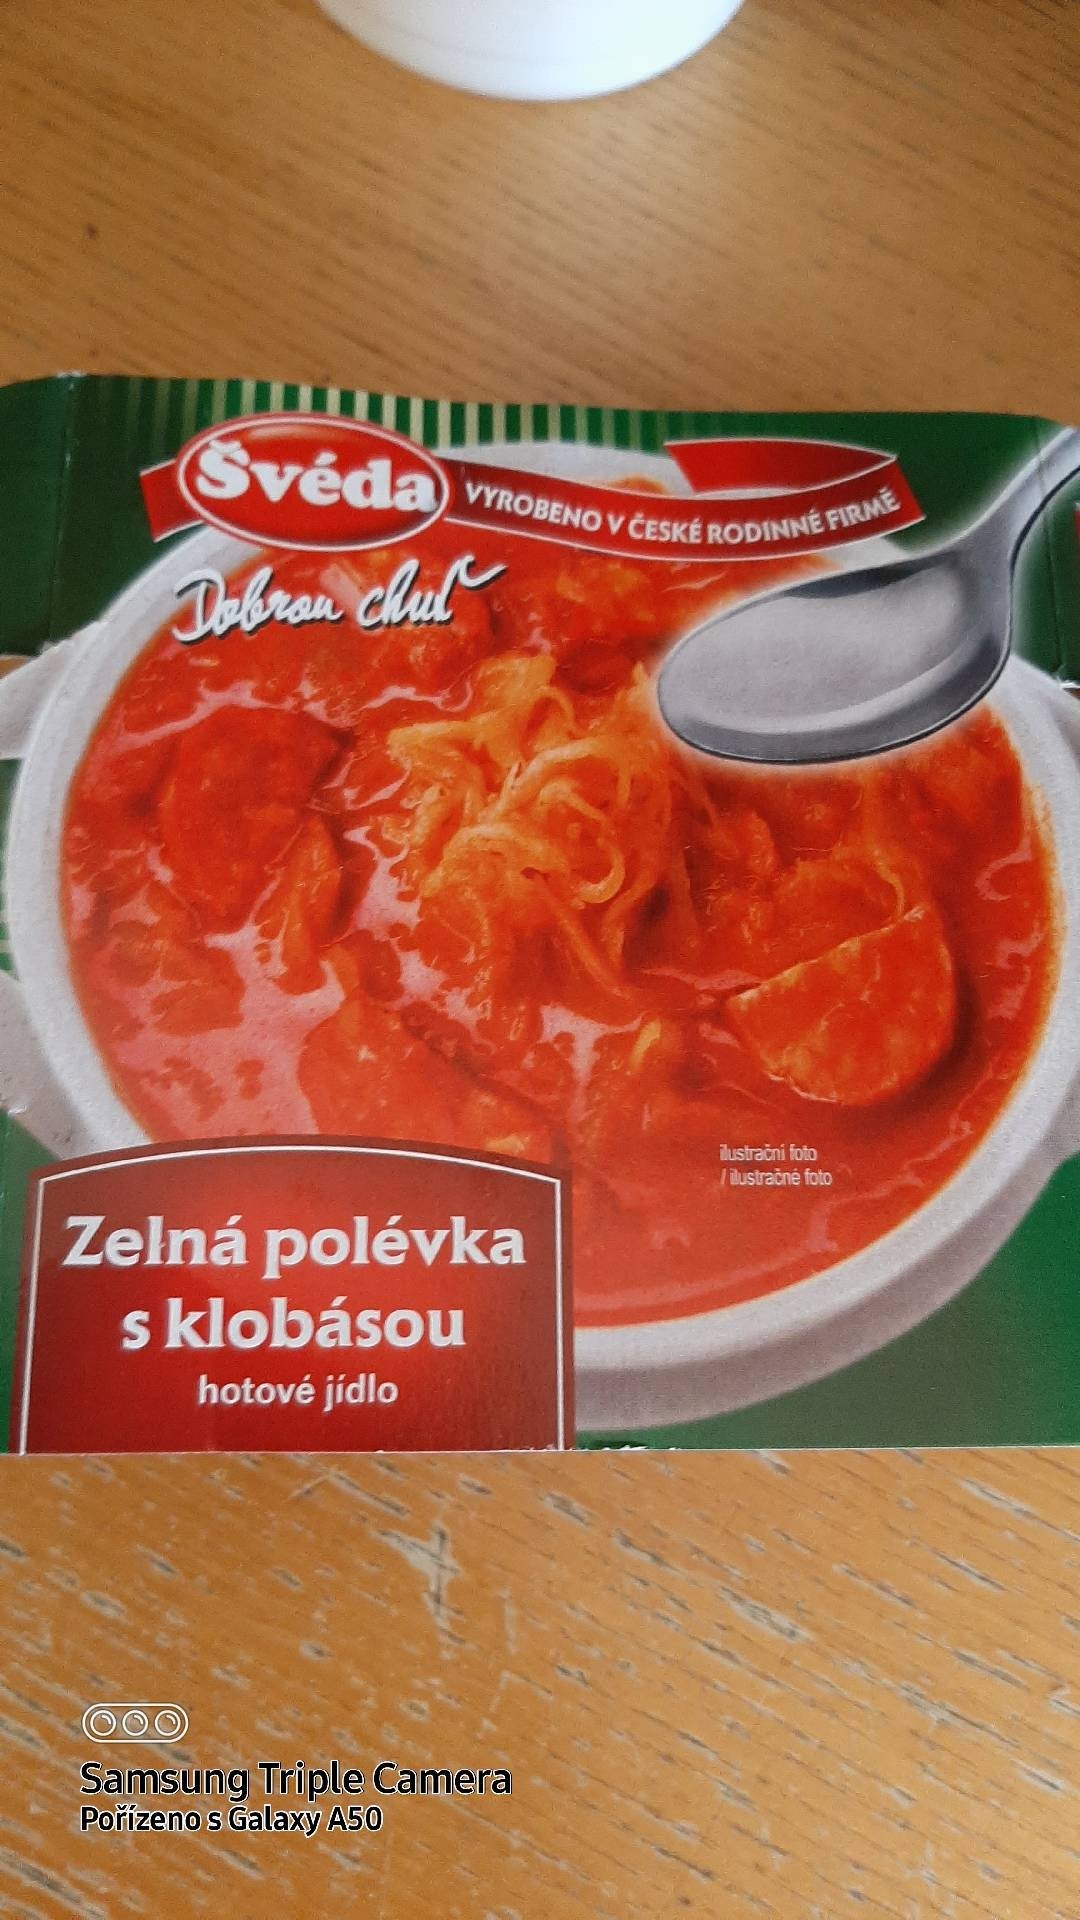 Švéda
VYROBENO V ČESKÉ RODINNÉ FIRMĚ
Dobrou chuť
ilustrační foto
/ ilustračné foto
Zelná polévka
s klobásou
hotové jídlo
Samsung Triple Camera
Pořízeno s Galaxy A50